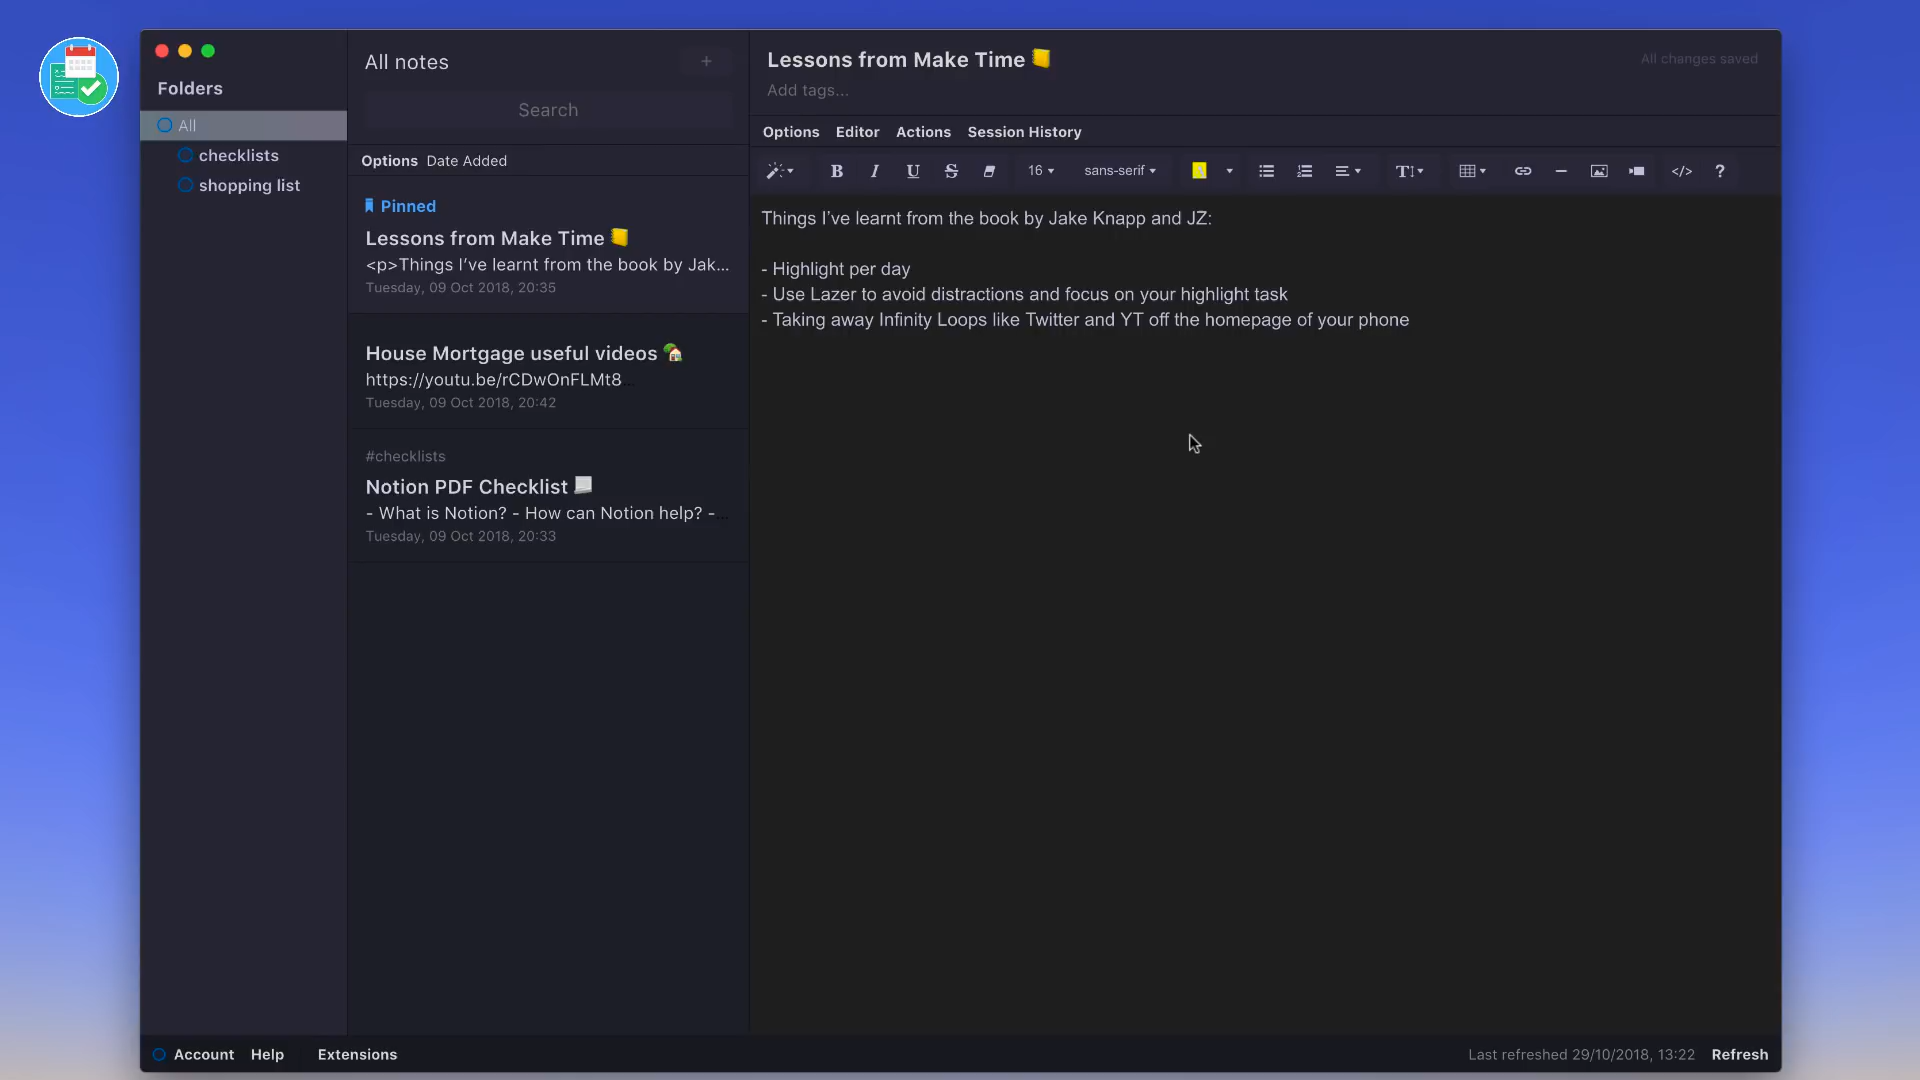 Folders
All
checklists
shopping list
All notes
+
Search
Options Date Added
Pinned
Lessons from Make Time
<p>Things I've learnt from the book by Jak...
Tuesday, 09 Oct 2018, 20:35
House Mortgage useful videos
https://youtu.be/rCDwOnFLMt8...
Tuesday, 09 Oct 2018, 20:42
#checklists
Notion PDF Checklist
- What is Notion? - How can Notion help? -...
Tuesday, 09 Oct 2018, 20:33
Lessons from Make Time
All changes saved
Add tags...
Options Editor Actions Session History
B I U S 16 sans-serif A T </> ?
Things I've learnt from the book by Jake Knapp and JZ:
- Highlight per day
- Use Lazer to avoid distractions and focus on your highlight task
- Taking away Infinity Loops like Twitter and YT off the homepage of your phone
Account Help Extensions
Last refreshed 29/10/2018, 13:22 Refresh